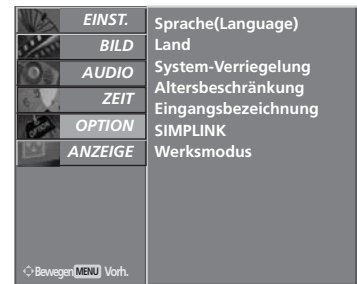 EINST.
BILD
AUDIO
ZEIT
OPTION
ANZEIGE
Bewegen MENU Vorh.
Sprache(Language)
Land
System-Verriegelung
Altersbeschränkung
Eingangsbezeichnung
SIMPLINK
Werksmodus